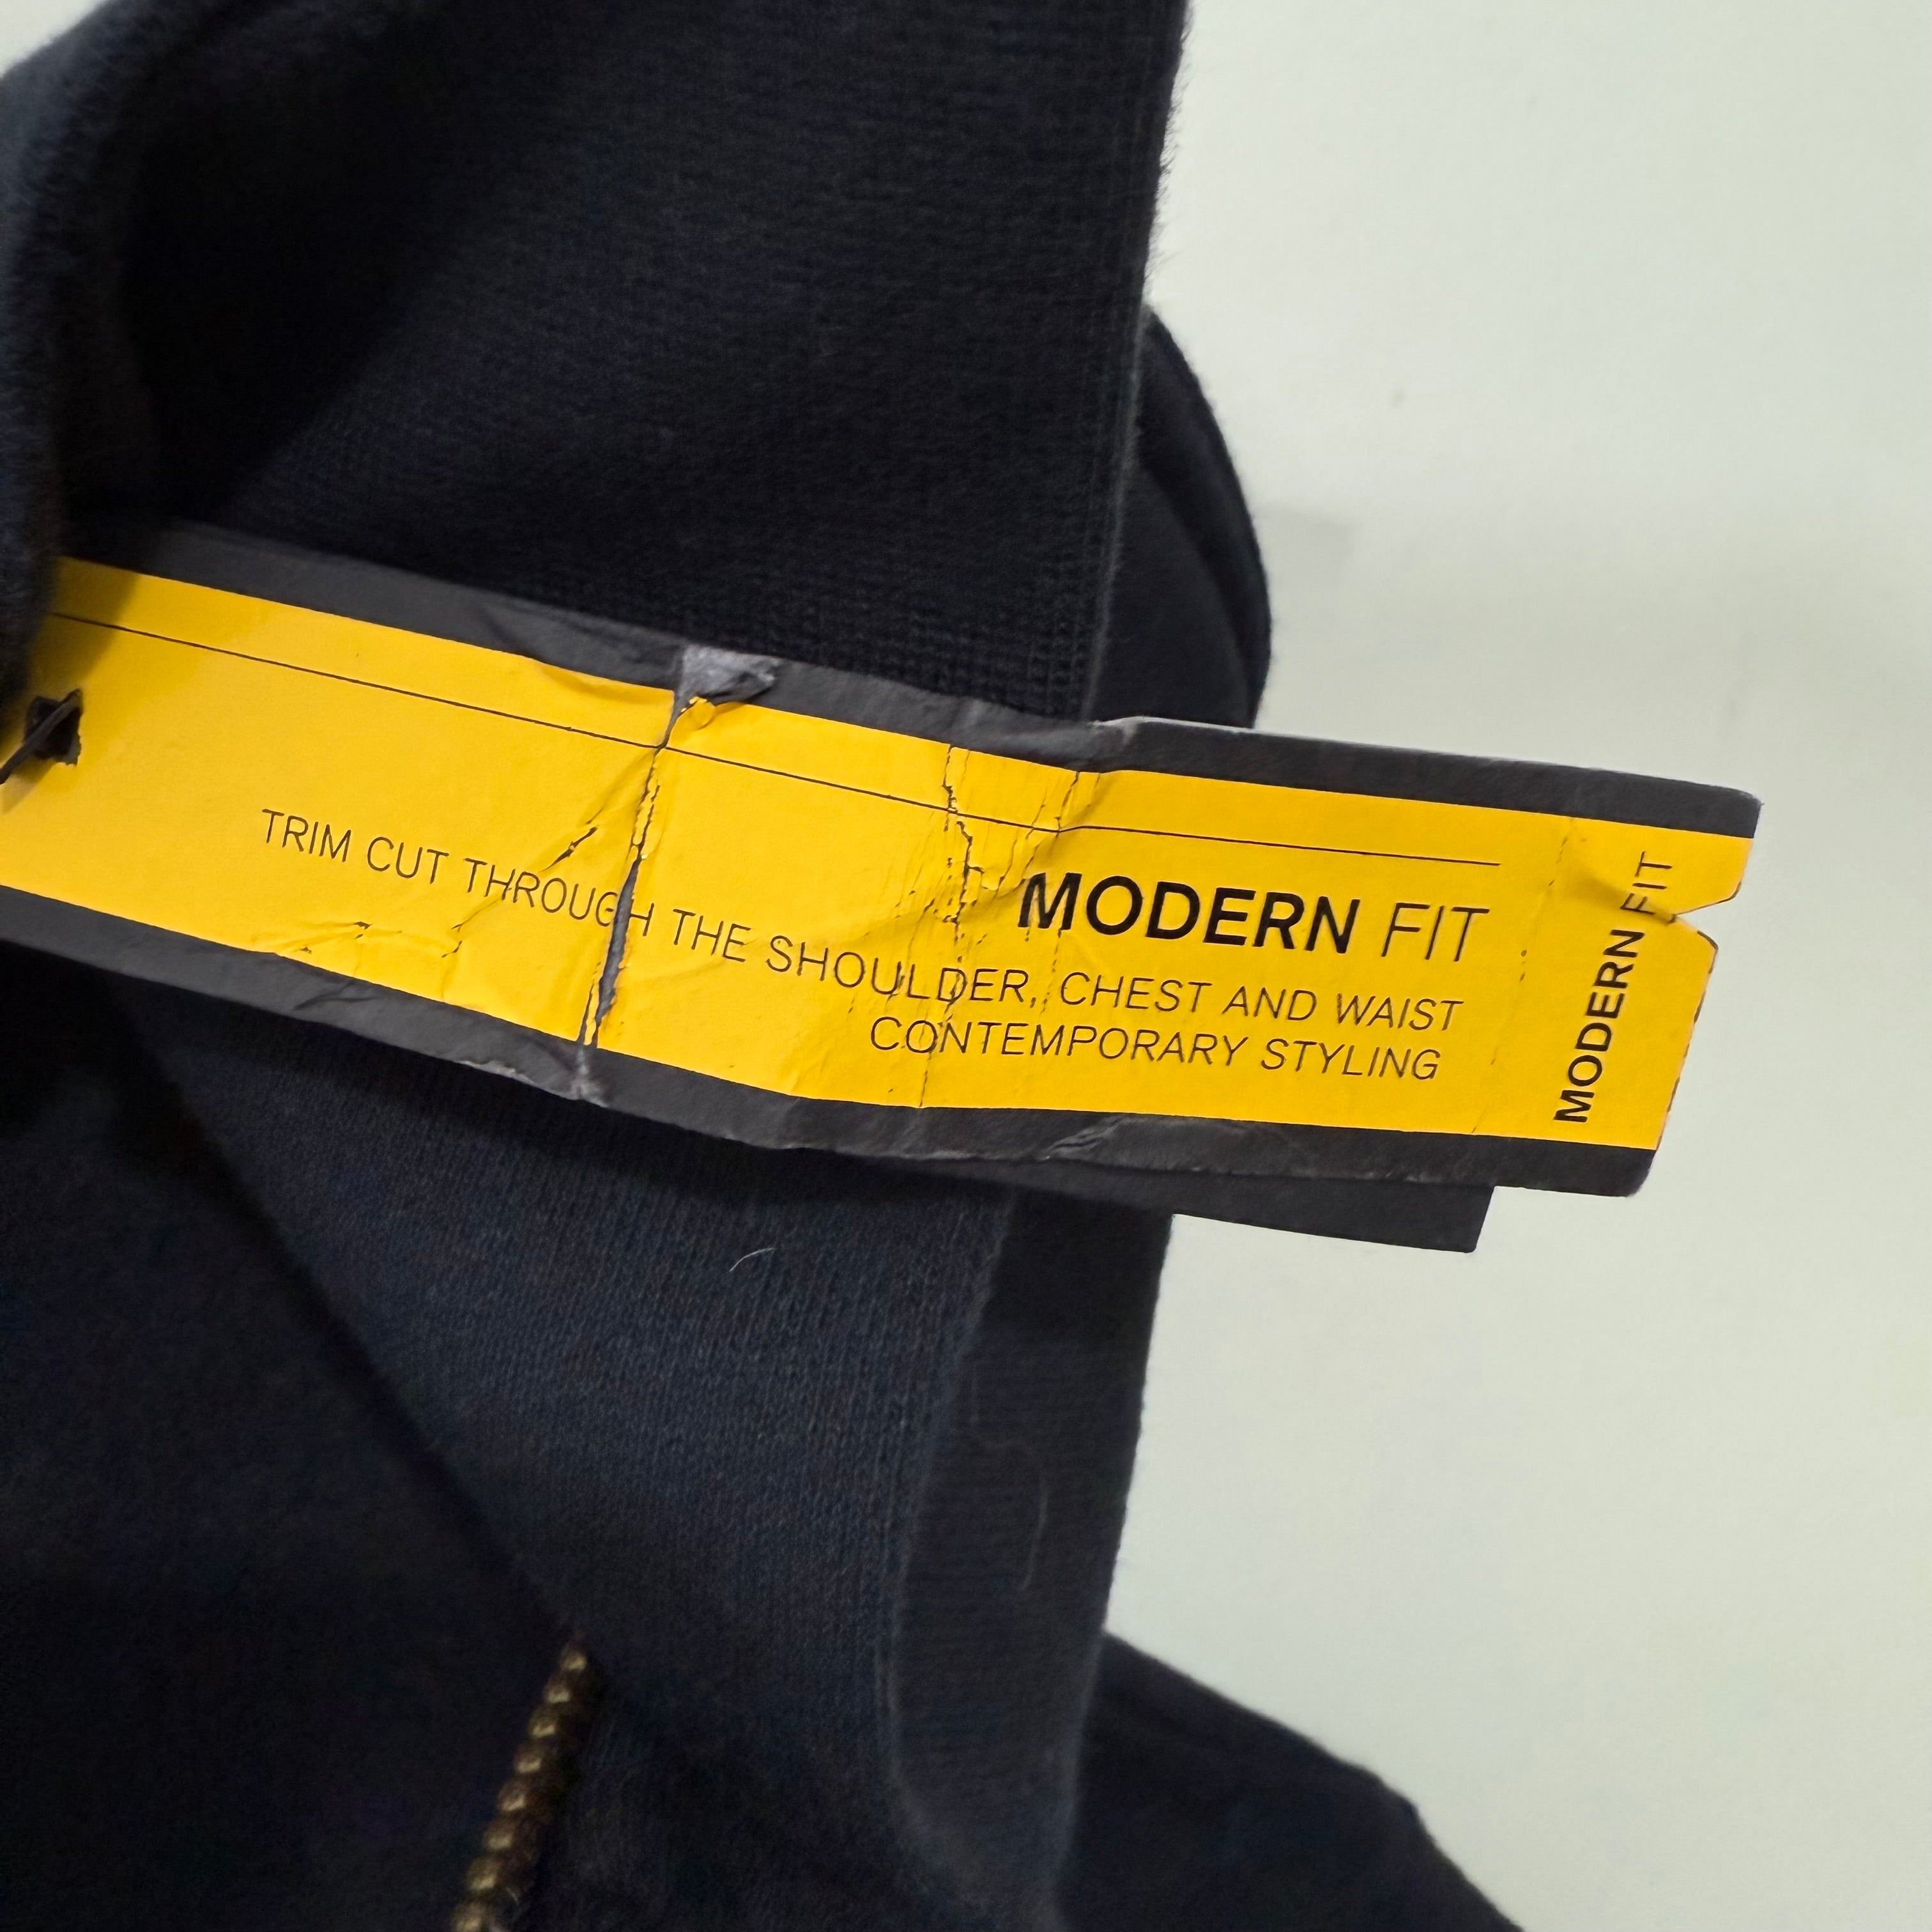 MODERN FIT
TRIM CUT THROUGH THE SHOULDER, CHEST AND WAIST
CONTEMPORARY STYLING
MODERN FIT